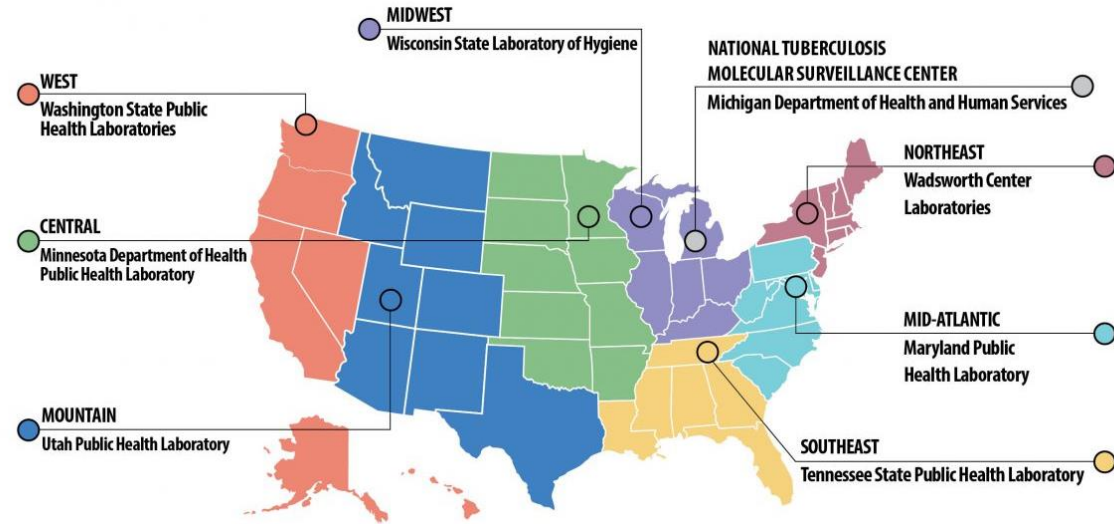 MIDWEST
Wisconsin State Laboratory of Hygiene
NATIONAL TUBERCULOSIS
MOLECULAR SURVEILLANCE CENTER
Michigan Department of Health and Human Services
WEST
Washington State Public
Health Laboratories
NORTHEAST
Wadsworth Center
Laboratories
CENTRAL
Minnesota Department of Health
Public Health Laboratory
MID-ATLANTIC
Maryland Public
Health Laboratory
MOUNTAIN
Utah Public Health Laboratory
SOUTHEAST
Tennessee State Public Health Laboratory